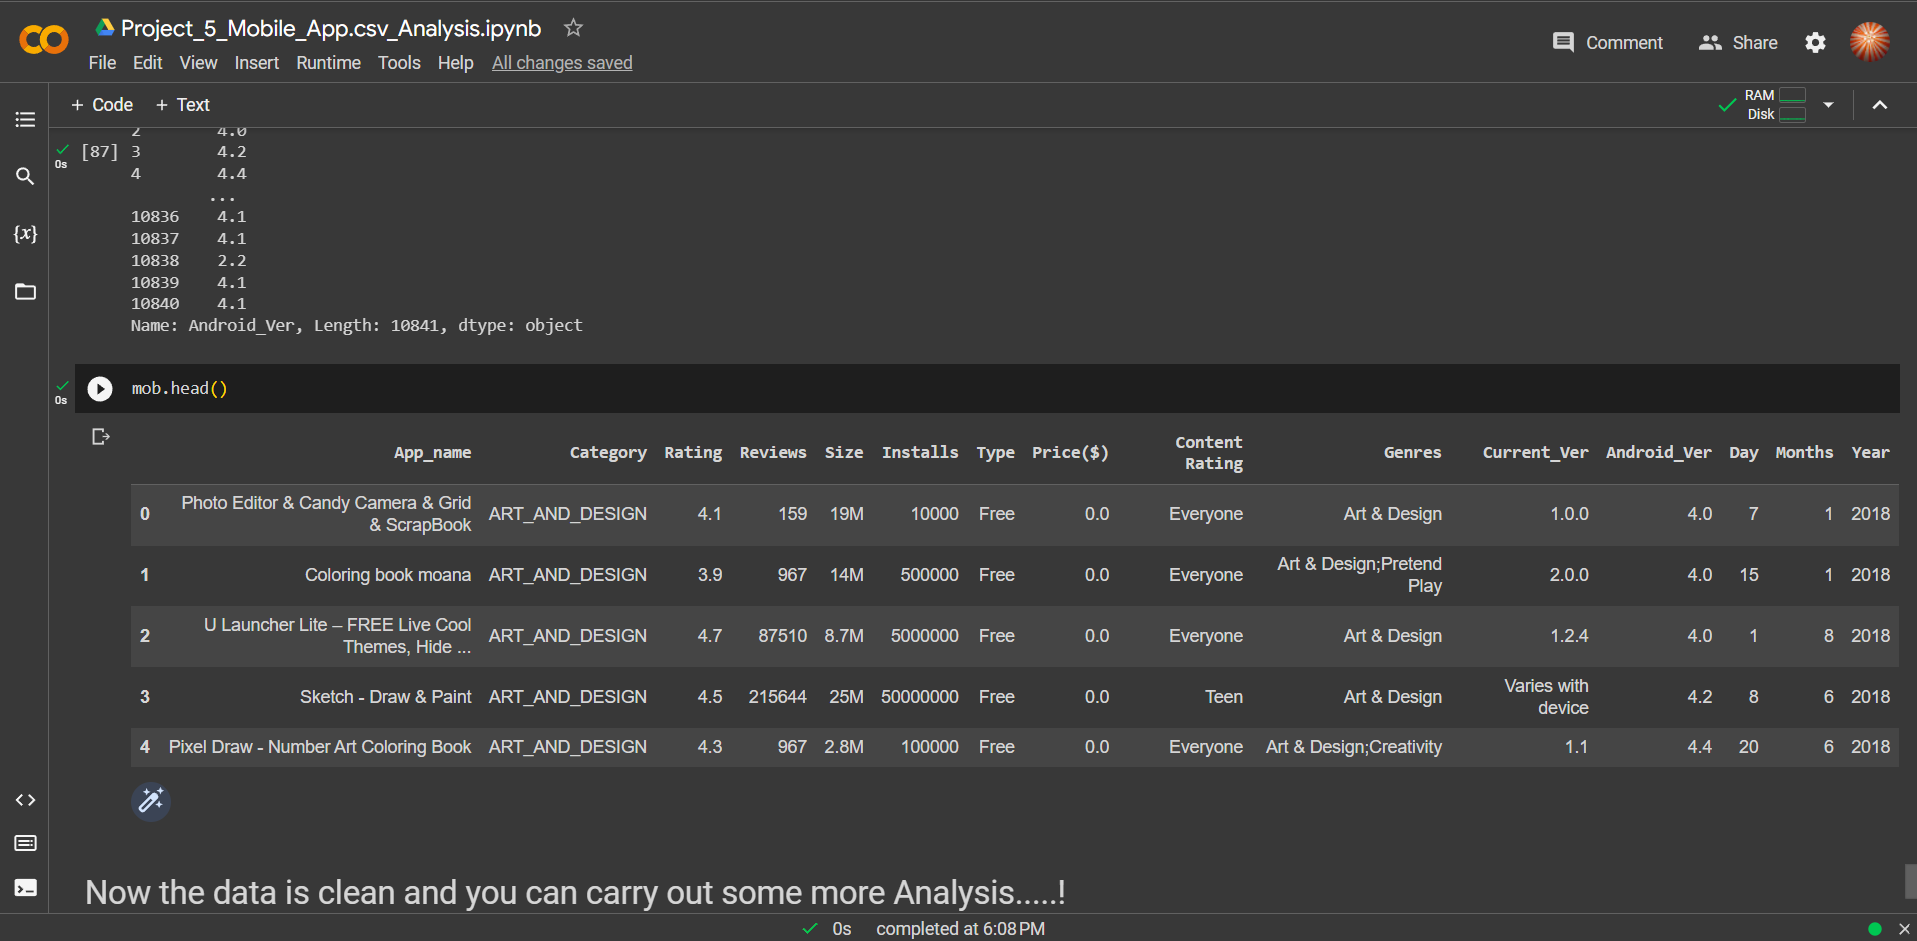 Project_5_Mobile_App.csv_Analysis.ipynb
Comment
Share
File Edit View Insert Runtime Tools Help All changes saved
+ Code + Text
RAM
Disk
2 4.0
[87] 3 4.2
0s
4 4.4
...
10836 4.1
10837 4.1
10838 2.2
10839 4.1
10840 4.1
Name: Android_Ver, Length: 10841, dtype: object
mob.head()
0s
App_name Category Rating Reviews Size Installs Type Price($) Content Rating Genres Current_Ver Android_Ver Day Months Year
0 Photo Editor & Candy Camera & Grid & ScrapBook ART_AND_DESIGN 4.1 159 19M 10000 Free 0.0 Everyone Art & Design 1.0.0 4.0 7 1 2018
1 Coloring book moana ART_AND_DESIGN 3.9 967 14M 500000 Free 0.0 Everyone Art & Design;Pretend Play 2.0.0 4.0 15 1 2018
2 U Launcher Lite – FREE Live Cool Themes, Hide ... ART_AND_DESIGN 4.7 87510 8.7M 5000000 Free 0.0 Everyone Art & Design 1.2.4 4.0 1 8 2018
3 Sketch - Draw & Paint ART_AND_DESIGN 4.5 215644 25M 50000000 Free 0.0 Teen Art & Design Varies with device 4.2 8 6 2018
4 Pixel Draw - Number Art Coloring Book ART_AND_DESIGN 4.3 967 2.8M 100000 Free 0.0 Everyone Art & Design;Creativity 1.1 4.4 20 6 2018
Now the data is clean and you can carry out some more Analysis.....!
0s completed at 6:08 PM